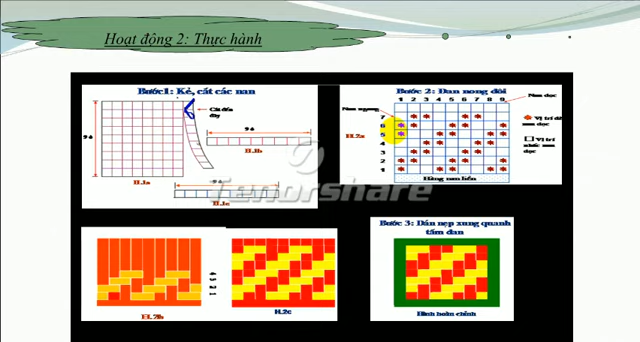 Hoạt động 2: Thực hành
Bước1: Kẻ, cắt các nan
Cắt đến
đây
9ô
9 ô
H.1a
H.1b
9 ô
H.1c
Bước 2: Đan nong đôi
1 2 3 4 5 6 7 8 9
Nan dọc
Nan ngang
7
6
5
4
3
2
1
H.2a
Vị trí đè
nan dọc
Vị trí
nhấc nan
dọc
Hàng nan liền
Tenorshare
4
3
2
1
H.2b
H.2c
Bước 3: Dán nẹp xung quanh
tấm đan
Hình hoàn chỉnh